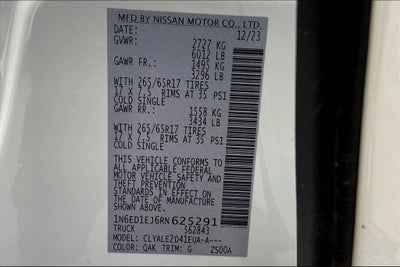 MFD BY NISSAN MOTOR CO., LTD.
DATE: 12/23
GVWR: 2727 KG
6012 LB
GAWR FR.: 1495 KG
3296 LB
WITH 265/65R17 TIRES
17 X 7.5 RIMS AT 35 PSI
COLD SINGLE
GAWR RR.: 1558 KG
3434 LB
WITH 265/65R17 TIRES
17 X 7.5 RIMS AT 35 PSI
COLD SINGLE
THIS VEHICLE CONFORMS TO ALL
APPLICABLE FEDERAL MOTOR
VEHICLE SAFETY STANDARDS IN
EFFECT ON THE DATE OF
MANUFACTURE SHOWN ABOVE.
1N6ED1EJ6RN625291
TRUCK 562843
MODEL: CLYALE2D41EUA-A---
COLOR: QAK TRIM: G 2S00A